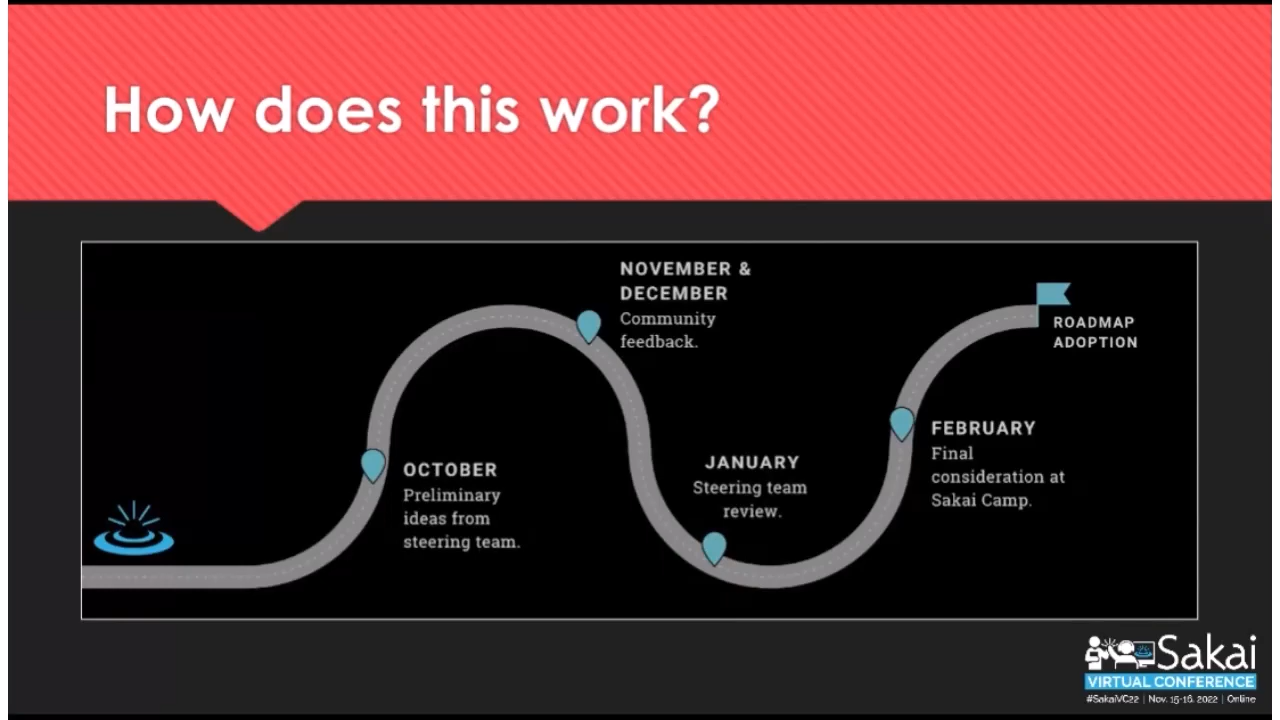 How does this work?
NOVEMBER &
DECEMBER
Community
feedback.
ROADMAP
ADOPTION
OCTOBER
Preliminary
ideas from
steering team.
JANUARY
Steering team
review.
FEBRUARY
Final
consideration at
Sakai Camp.
Sakai
VIRTUAL CONFERENCE
#SakaiVC22 | Nov. 15-16, 2022 | Online